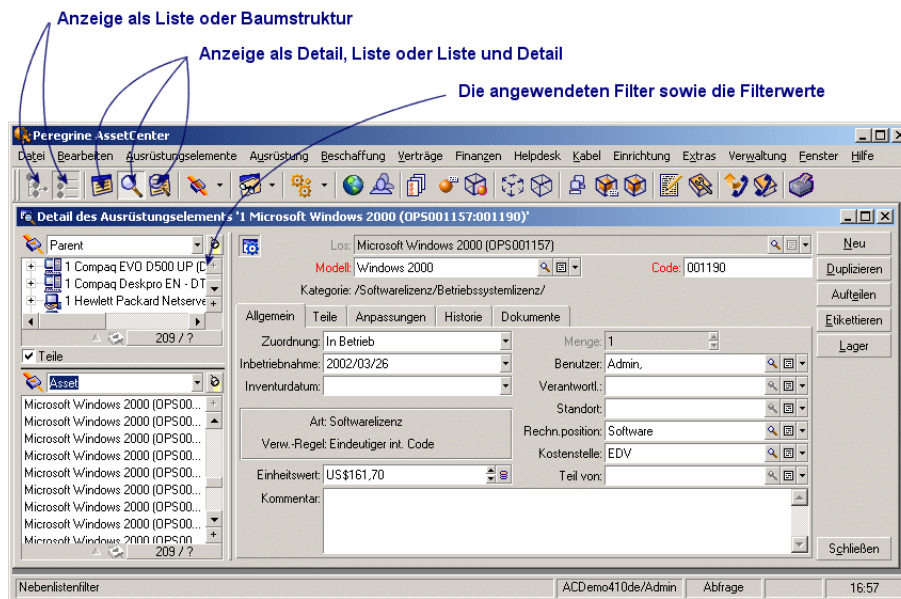 Anzeige als Liste oder Baumstruktur
Anzeige als Detail, Liste oder Liste und Detail
Die angewendeten Filter sowie die Filterwerte
Peregrine AssetCenter
Datei Bearbeiten Ausrüstungselemente Ausrüstung Beschaffung Verträge Finanzen Helpdesk Kabel Einrichtung Extras Verwaltung Fenster Hilfe
Detail des Ausrüstungselements '1 Microsoft Windows 2000 (OPS001157:001190)'
Parent
1 Compaq EVO D500 UP (D
1 Compaq Deskpro EN - DT
1 Hewlett Packard Netserve
209 / ?
Teile
Asset
Microsoft Windows 2000 (OPS00...
Microsoft Windows 2000 (OPS00...
Microsoft Windows 2000 (OPS00...
Microsoft Windows 2000 (OPS00...
Microsoft Windows 2000 (OPS00...
Microsoft Windows 2000 (OPS00...
Microsoft Windows 2000 (OPS00...
Microsoft Windows 2000 (OPS00...
Microsoft Windows 2000 (OPS00...
209 / ?
Los: Microsoft Windows 2000 (OPS001157)
Modell: Windows 2000
Code: 001190
Kategorie: /Softwarelizenz/Betriebssystemlizenz/
Allgemein Teile Anpassungen Historie Dokumente
Zuordnung: In Betrieb
Menge: 1
Inbetriebnahme: 2002/03/26
Benutzer: Admin,
Inventurdatum:
Verantwortl.:
Standort:
Art: Softwarelizenz
Verw.-Regel: Eindeutiger int. Code
Rechn.position: Software
Kostenstelle: EDV
Einheitswert: US$161,70
Teil von:
Kommentar:
Neu
Duplizieren
Aufteilen
Etikettieren
Lager
Schließen
Nebenlistenfilter
ACDemo410de/Admin
Abfrage
16:57